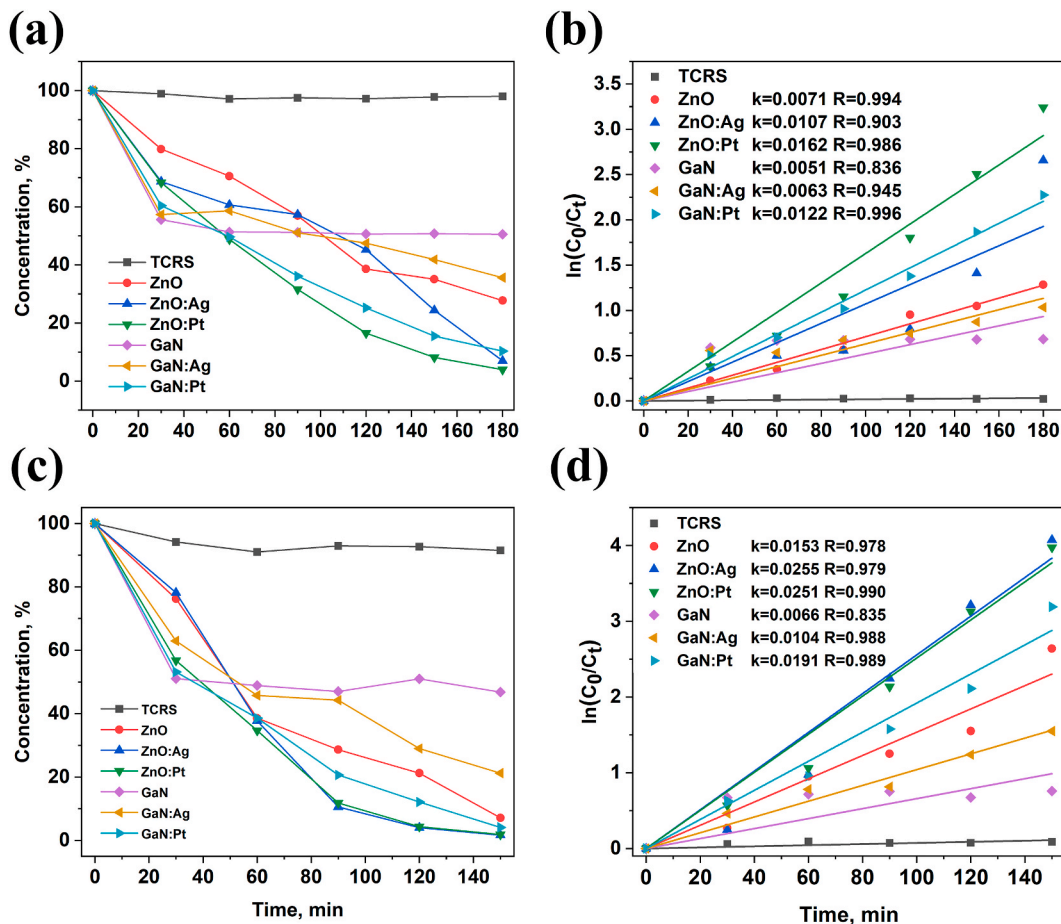 (a)
Concentration, %
100
80
60
40
20
0
TCRS
ZnO
ZnO:Ag
ZnO:Pt
GaN
GaN:Ag
GaN:Pt
0 20 40 60 80 100 120 140 160 180
(b)
ln(C0/Ct)
3.5
3.0
2.5
2.0
1.5
1.0
0.5
0.0
TCRS
ZnO k=0.0071 R=0.994
ZnO:Ag k=0.0107 R=0.903
ZnO:Pt k=0.0162 R=0.986
GaN k=0.0051 R=0.836
GaN:Ag k=0.0063 R=0.945
GaN:Pt k=0.0122 R=0.996
0 20 40 60 80 100 120 140 160 180
(c)
Concentration, %
100
80
60
40
20
0
TCRS
ZnO
ZnO:Ag
ZnO:Pt
GaN
GaN:Ag
GaN:Pt
0 20 40 60 80 100 120 140
Time, min
(d)
ln(C0/Ct)
4
3
2
1
0
TCRS
ZnO k=0.0153 R=0.978
ZnO:Ag k=0.0255 R=0.979
ZnO:Pt k=0.0251 R=0.990
GaN k=0.0066 R=0.835
GaN:Ag k=0.0104 R=0.988
GaN:Pt k=0.0191 R=0.989
0 20 40 60 80 100 120 140
Time, min